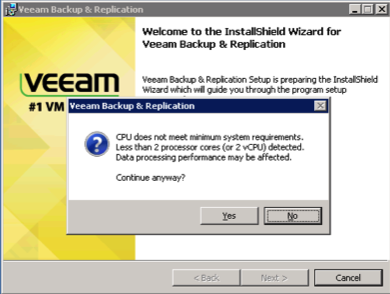 Veeam Backup & Replication
Welcome to the InstallShield Wizard for
Veeam Backup & Replication
Veeam Backup & Replication Setup is preparing the InstallShield
Wizard which will guide you through the program setup
veeam
#1 VM
Veeam Backup & Replication
CPU does not meet minimum system requirements.
Less than 2 processor cores (or 2 vCPU) detected.
Data processing performance may be affected.
Continue anyway?
Yes
No
< Back
Next >
Cancel